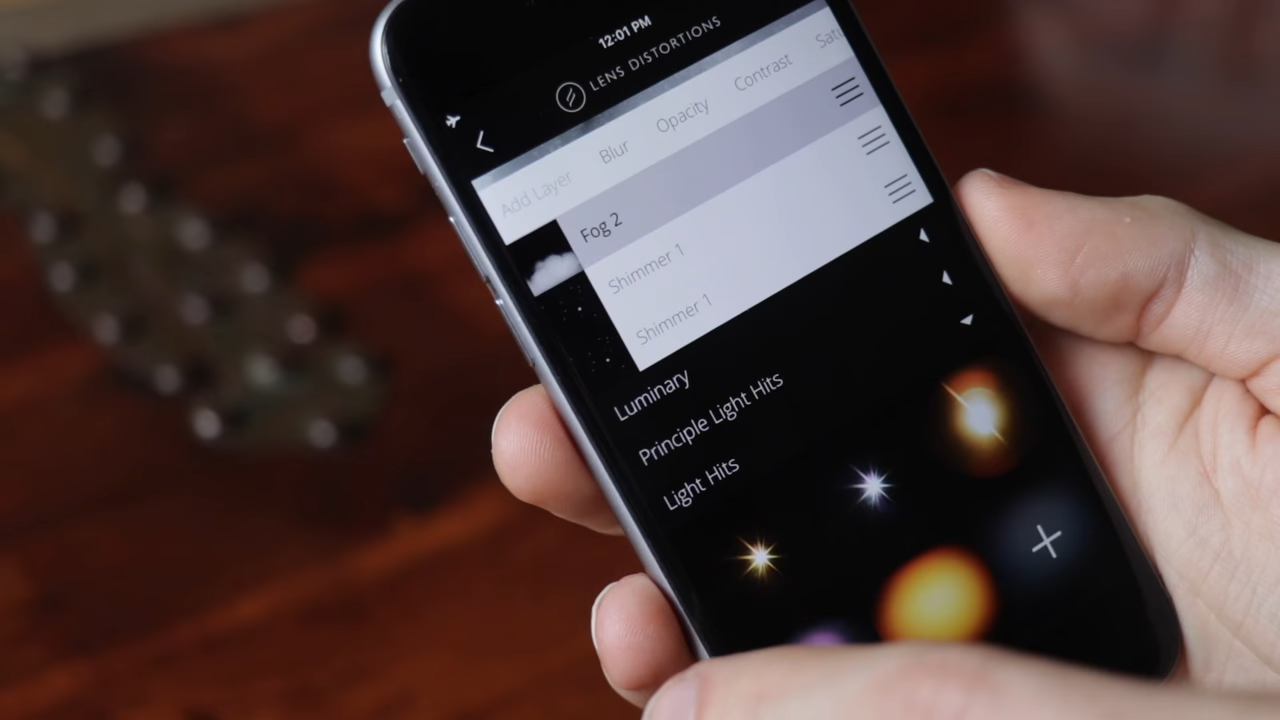 12:01 PM
LENS DISTORTIONS
Add Layer Blur Opacity Contrast
Fog 2
Shimmer 1
Shimmer 1
Luminary
Principle Light Hits
Light Hits